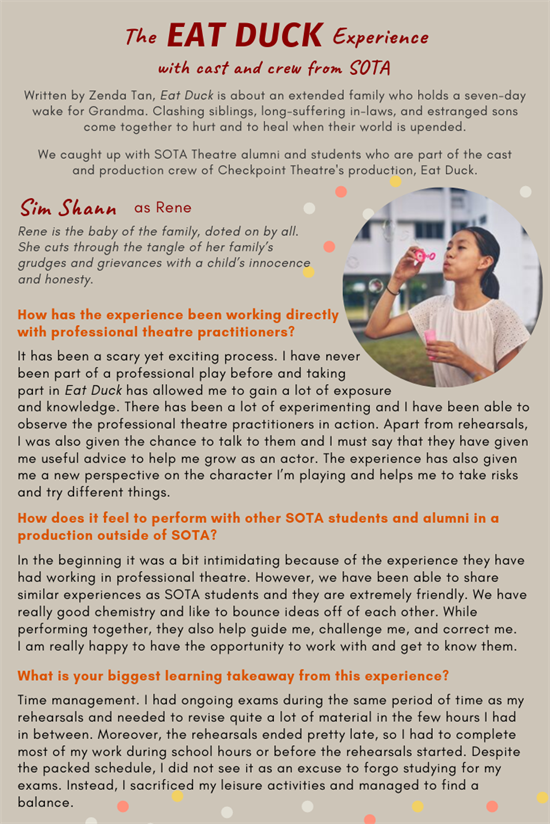 The EAT DUCK Experience
with cast and crew from SOTA
Written by Zenda Tan, Eat Duck is about an extended family who holds a seven-day
wake for Grandma. Clashing siblings, long-suffering in-laws, and estranged sons
come together to hurt and to heal when their world is upended.
We caught up with SOTA Theatre alumni and students who are part of the cast
and production crew of Checkpoint Theatre's production, Eat Duck.
Sim Shann as Rene
Rene is the baby of the family, doted on by all.
She cuts through the tangle of her family's
grudges and grievances with a child's innocence
and honesty.
How has the experience been working directly
with professional theatre practitioners?
It has been a scary yet exciting process. I have never
been part of a professional play before and taking
part in Eat Duck has allowed me to gain a lot of exposure
and knowledge. There has been a lot of experimenting and I have been able to
observe the professional theatre practitioners in action. Apart from rehearsals,
I was also given the chance to talk to them and I must say that they have given
me useful advice to help me grow as an actor. The experience has also given
me a new perspective on the character I'm playing and helps me to take risks
and try different things.
How does it feel to perform with other SOTA students and alumni in a
production outside of SOTA?
In the beginning it was a bit intimidating because of the experience they have
had working in professional theatre. However, we have been able to share
similar experiences as SOTA students and they are extremely friendly. We have
really good chemistry and like to bounce ideas off of each other. While
performing together, they also help guide me, challenge me, and correct me.
I am really happy to have the opportunity to work with and get to know them.
What is your biggest learning takeaway from this experience?
Time management. I had ongoing exams during the same period of time as my
rehearsals and needed to revise quite a lot of material in the few hours I had
in between. Moreover, the rehearsals ended pretty late, so I had to complete
most of my work during school hours or before the rehearsals started. Despite
the packed schedule, I did not see it as an excuse to forgo studying for my
exams. Instead, I sacrificed my leisure activities and managed to find a
balance.